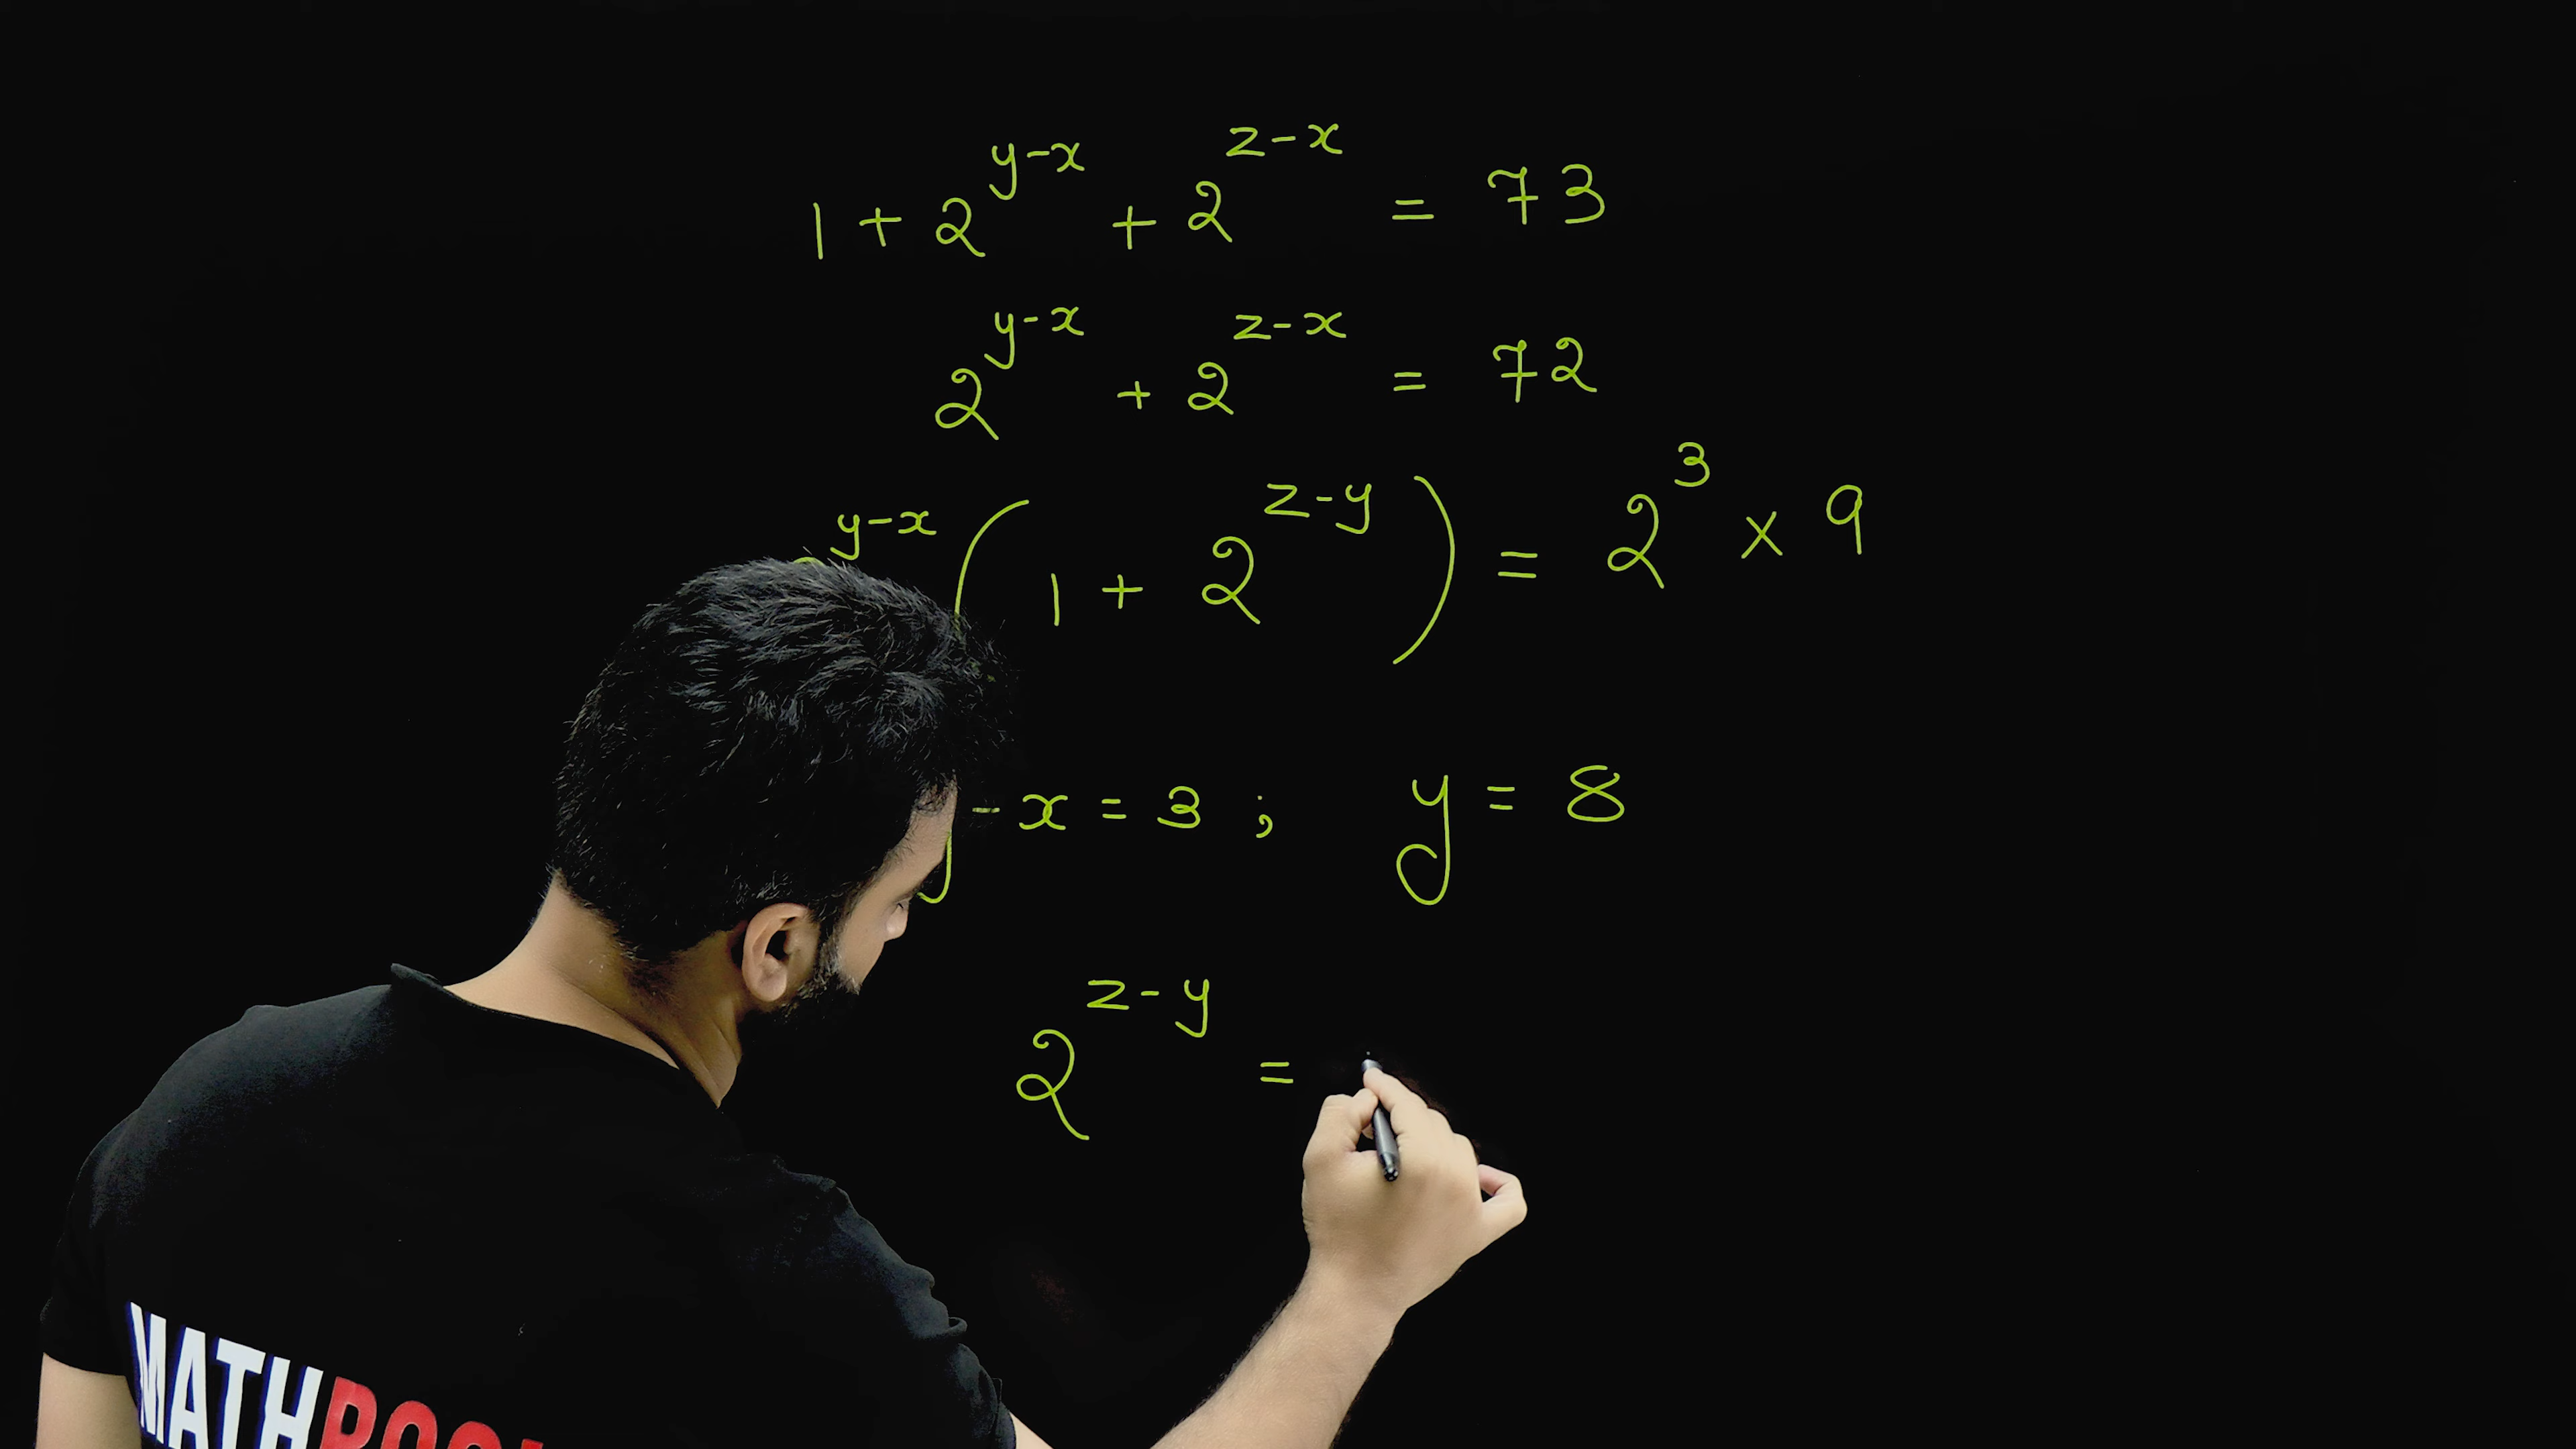 1 + 2^{y-x} + 2^{z-x} = 73
2^{y-x} + 2^{z-x} = 72
^{y-x} ( 1 + 2^{z-y} ) = 2^3 × 9
y - x = 3 ; y = 8
2^{z-y} =
MATH